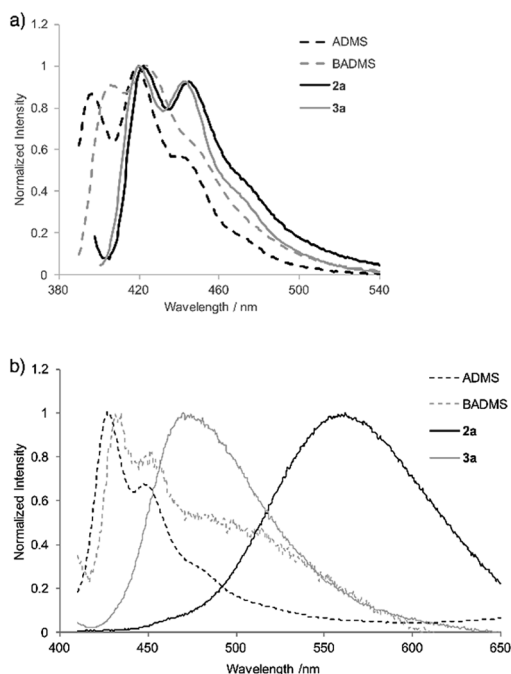 a)
1.2
1
0.8
0.6
0.4
0.2
0
Normalized Intensity
380 420 460 500 540
Wavelength / nm
ADMS
BADMS
2a
3a
b)
1.2
1
0.8
0.6
0.4
0.2
0
Normalized Intensity
400 450 500 550 600 650
Wavelength /nm
ADMS
BADMS
2a
3a